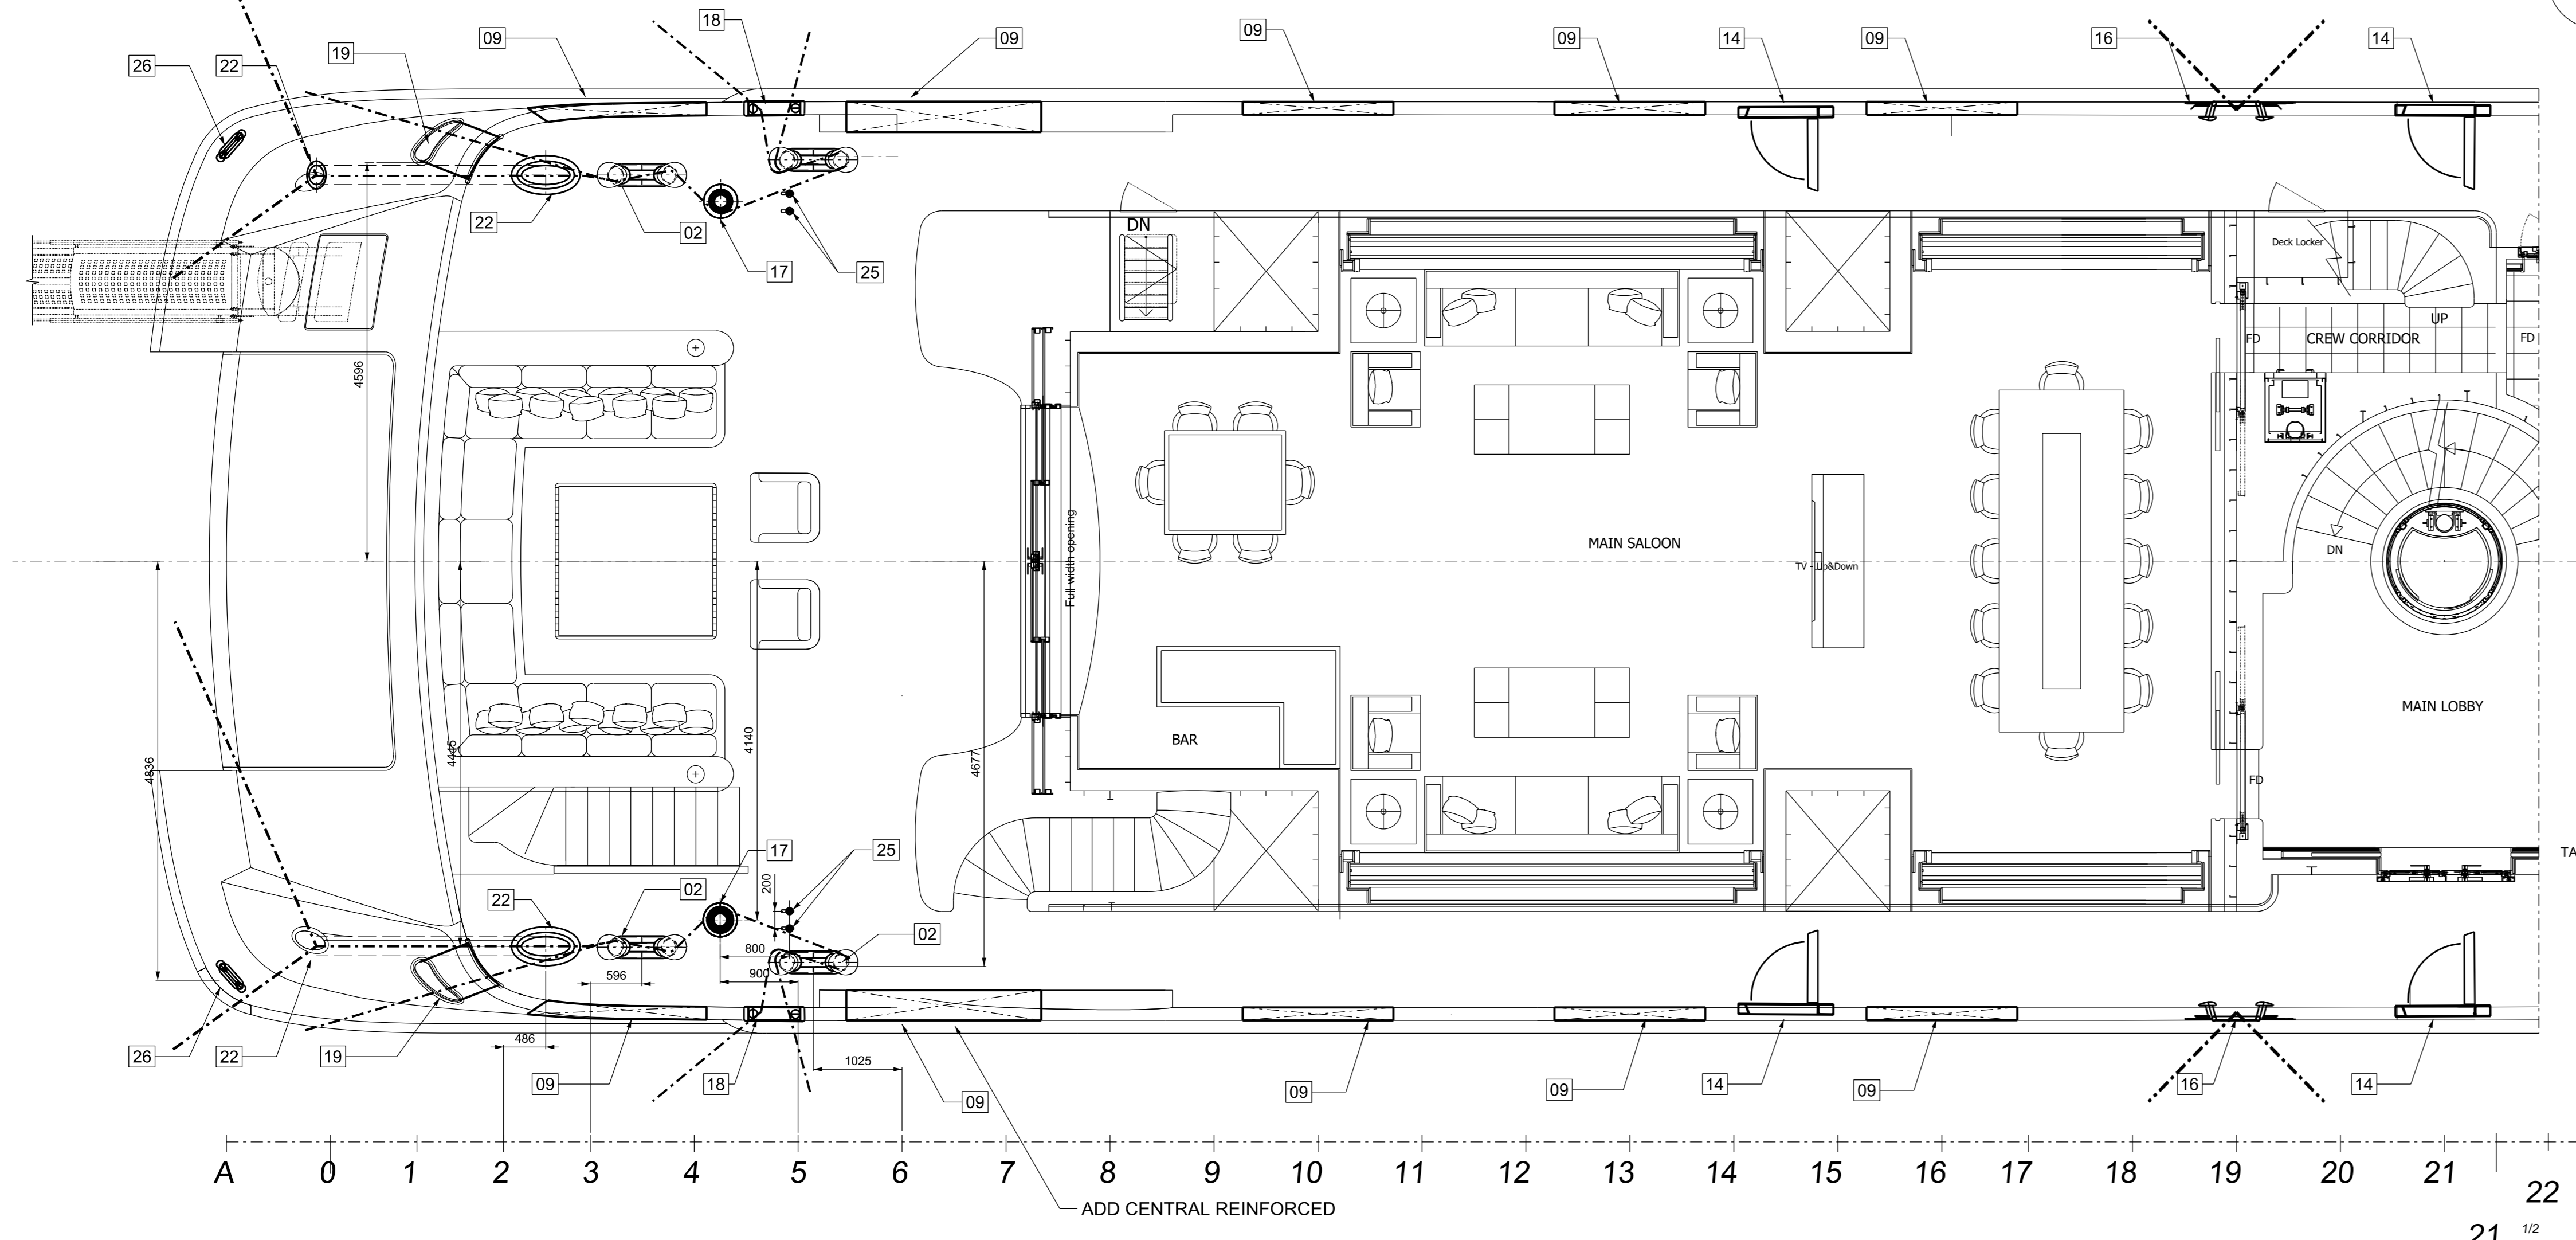 18
09
09
09
09
14
09
16
14
26
22
19
22
02
17
25
DN
Deck Locker
UP
FD
CREW CORRIDOR
FD
4596
Full width opening
MAIN SALOON
TV - Up&Down
DN
MAIN LOBBY
BAR
4836
4445
4140
4677
FD
TA
17
25
200
22
02
02
800
900
596
486
1025
26
22
19
09
18
09
09
09
14
09
16
14
A 0 1 2 3 4 5 6 7 8 9 10 11 12 13 14 15 16 17 18 19 20 21
22
ADD CENTRAL REINFORCED
21 1/2